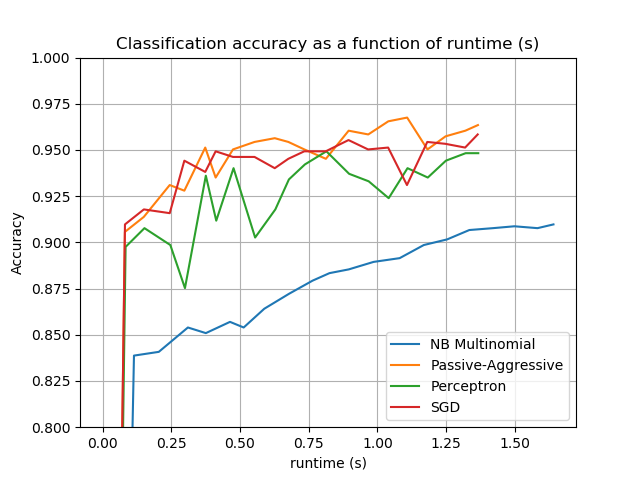 Classification accuracy as a function of runtime (s)
1.000
0.975
0.950
0.925
0.900
0.875
0.850
0.825
0.800
Accuracy
NB Multinomial
Passive-Aggressive
Perceptron
SGD
0.00 0.25 0.50 0.75 1.00 1.25 1.50
runtime (s)